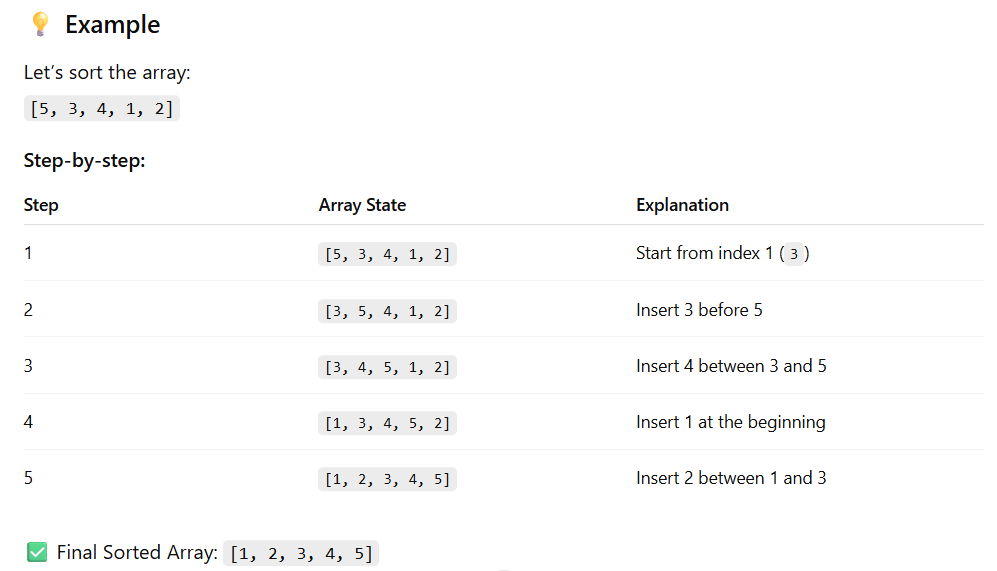 💡 Example
Let’s sort the array:
[5, 3, 4, 1, 2]
Step-by-step:
Step Array State Explanation
1 [5, 3, 4, 1, 2] Start from index 1 (3)
2 [3, 5, 4, 1, 2] Insert 3 before 5
3 [3, 4, 5, 1, 2] Insert 4 between 3 and 5
4 [1, 3, 4, 5, 2] Insert 1 at the beginning
5 [1, 2, 3, 4, 5] Insert 2 between 1 and 3
✅ Final Sorted Array: [1, 2, 3, 4, 5]